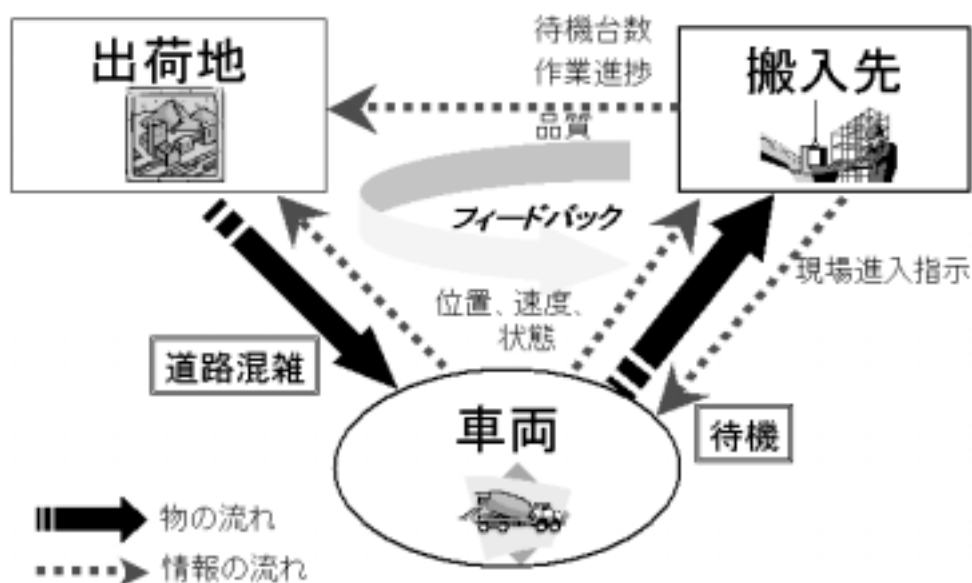 出荷地
待機台数
作業進捗
品質
搬入先
フィードバック
現場進入指示
位置、速度、
状態
道路混雑
車両
待機
物の流れ
情報の流れ